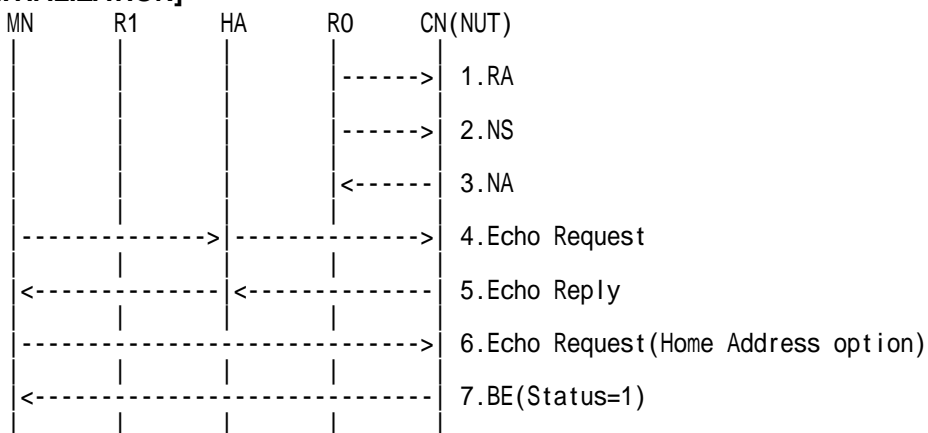 MN R1 HA R0 CN(NUT)
------>| 1.RA
------>| 2.NS
<------| 3.NA
--------------->|--------------->| 4.Echo Request
<---------------|<---------------| 5.Echo Reply
------------------------------->| 6.Echo Request(Home Address option)
<-------------------------------| 7.BE(Status=1)